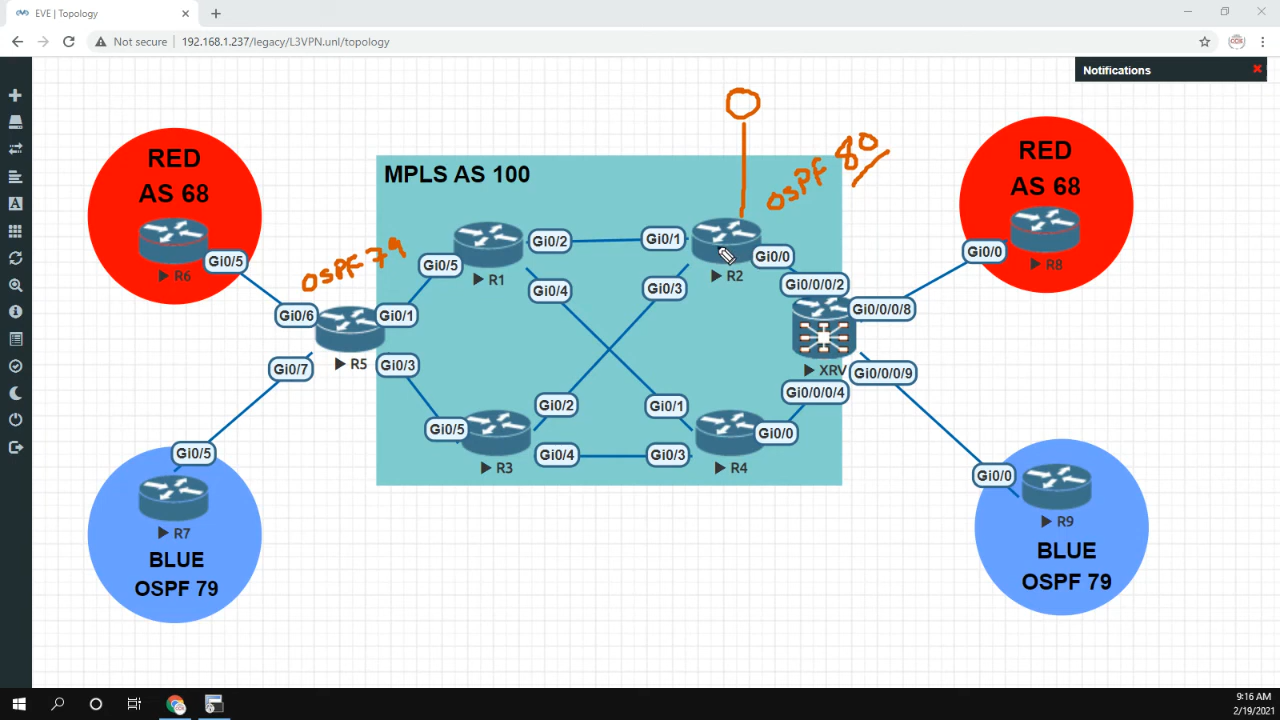 EVE | Topology
Not secure | 192.168.1.237/legacy/L3VPN.unl/topology
Notifications
RED
AS 68
R6
Gi0/5
MPLS AS 100
OSPF 79
OSPF 80
RED
AS 68
R8
Gi0/0
Gi0/5
R1
Gi0/2
Gi0/4
Gi0/1
R2
Gi0/0
Gi0/3
Gi0/0/0/2
Gi0/0/0/8
Gi0/6
R5
Gi0/1
Gi0/7
Gi0/3
XRV
Gi0/0/0/9
Gi0/0/0/4
Gi0/5
R3
Gi0/2
Gi0/4
Gi0/1
Gi0/3
R4
Gi0/0
Gi0/5
R7
BLUE
OSPF 79
Gi0/0
R9
BLUE
OSPF 79
9:16 AM
2/19/2021